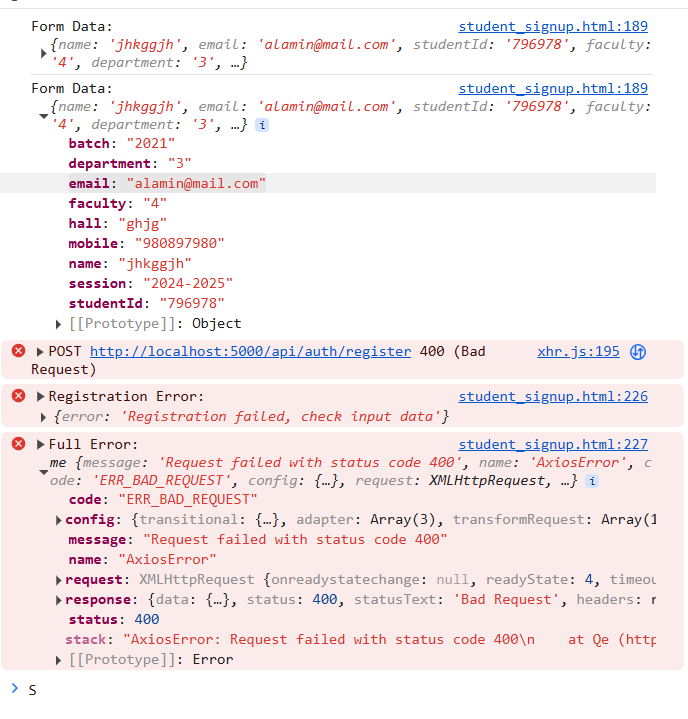 Form Data: student_signup.html:189
{name: 'jhkggjh', email: 'alamin@mail.com', studentId: '796978', faculty:
'4', department: '3', …}
Form Data: student_signup.html:189
{name: 'jhkggjh', email: 'alamin@mail.com', studentId: '796978', faculty:
'4', department: '3', …} i
batch: "2021"
department: "3"
email: "alamin@mail.com"
faculty: "4"
hall: "ghjg"
mobile: "980897980"
name: "jhkggjh"
session: "2024-2025"
studentId: "796978"
[[Prototype]]: Object
POST http://localhost:5000/api/auth/register 400 (Bad xhr.js:195
Request)
Registration Error: student_signup.html:226
{error: 'Registration failed, check input data'}
Full Error: student_signup.html:227
me {message: 'Request failed with status code 400', name: 'AxiosError', c
ode: 'ERR_BAD_REQUEST', config: {…}, request: XMLHttpRequest, …} i
code: "ERR_BAD_REQUEST"
config: {transitional: {…}, adapter: Array(3), transformRequest: Array(1
message: "Request failed with status code 400"
name: "AxiosError"
request: XMLHttpRequest {onreadystatechange: null, readyState: 4, timeou
response: {data: {…}, status: 400, statusText: 'Bad Request', headers: r
status: 400
stack: "AxiosError: Request failed with status code 400\n    at Qe (http
[[Prototype]]: Error
S